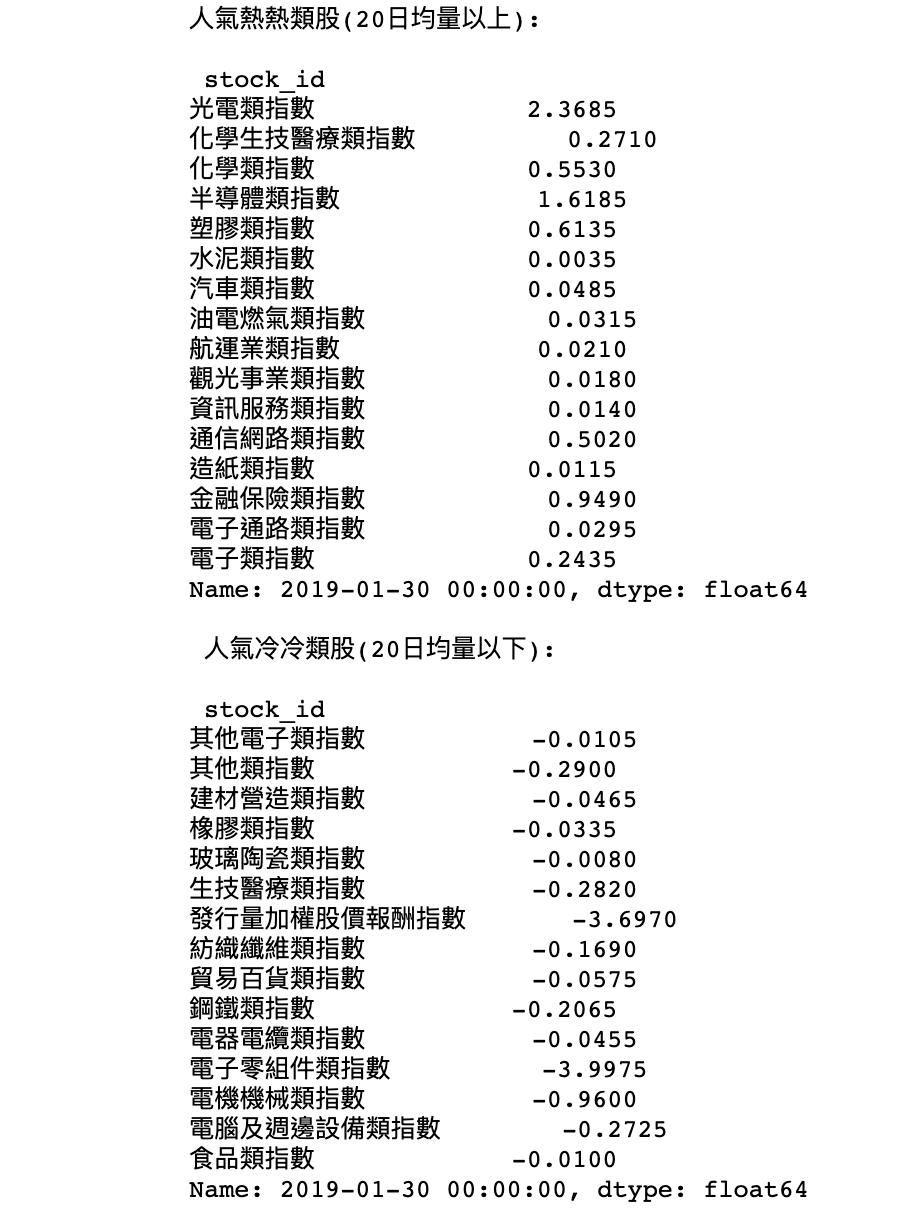 人氣熱熱類股(20日均量以上):
stock_id
光電類指數 2.3685
化學生技醫療類指數 0.2710
化學類指數 0.5530
半導體類指數 1.6185
塑膠類指數 0.6135
水泥類指數 0.0035
汽車類指數 0.0485
油電燃氣類指數 0.0315
航運業類指數 0.0210
觀光事業類指數 0.0180
資訊服務類指數 0.0140
通信網路類指數 0.5020
造紙類指數 0.0115
金融保險類指數 0.9490
電子通路類指數 0.0295
電子類指數 0.2435
Name: 2019-01-30 00:00:00, dtype: float64
人氣冷冷類股(20日均量以下):
stock_id
其他電子類指數 -0.0105
其他類指數 -0.2900
建材營造類指數 -0.0465
橡膠類指數 -0.0335
玻璃陶瓷類指數 -0.0080
生技醫療類指數 -0.2820
發行量加權股價報酬指數 -3.6970
紡織纖維類指數 -0.1690
貿易百貨類指數 -0.0575
鋼鐵類指數 -0.2065
電器電纜類指數 -0.0455
電子零組件類指數 -3.9975
電機機械類指數 -0.9600
電腦及週邊設備類指數 -0.2725
食品類指數 -0.0100
Name: 2019-01-30 00:00:00, dtype: float64